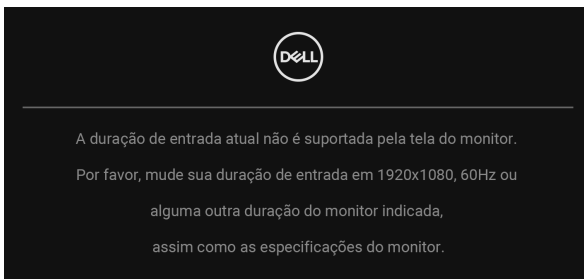 DELL
A duração de entrada atual não é suportada pela tela do monitor.
Por favor, mude sua duração de entrada em 1920x1080, 60Hz ou
alguma outra duração do monitor indicada,
assim como as especificações do monitor.